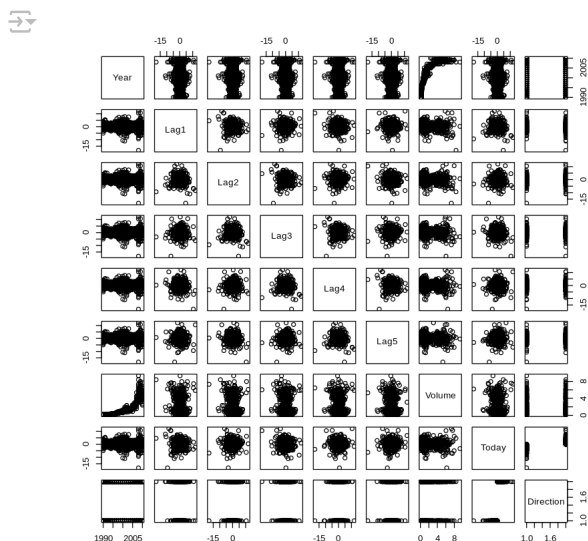 -15 0 -15 0 -15 0 -15 0
Year
1990 2005
Lag1
-15 0
Lag2
-15 0
Lag3
-15 0
Lag4
-15 0
Lag5
-15 0
Volume
0 4 8
Today
-15 0
Direction
1.0 1.6
1990 2005 -15 0 -15 0 0 4 8 1.0 1.6